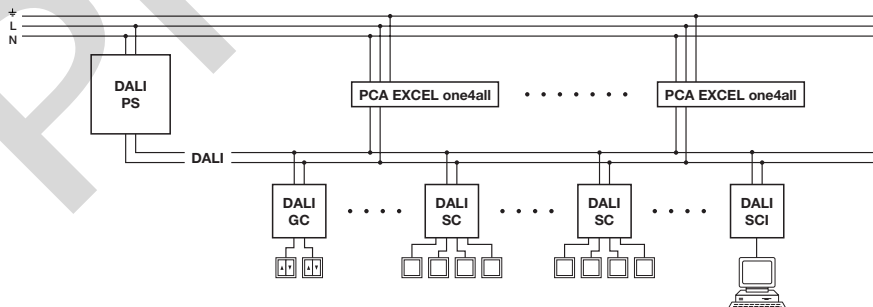 L
N
DALI
PS
PCA EXCEL one4all
PCA EXCEL one4all
DALI
DALI
GC
DALI
SC
DALI
SC
DALI
SCI